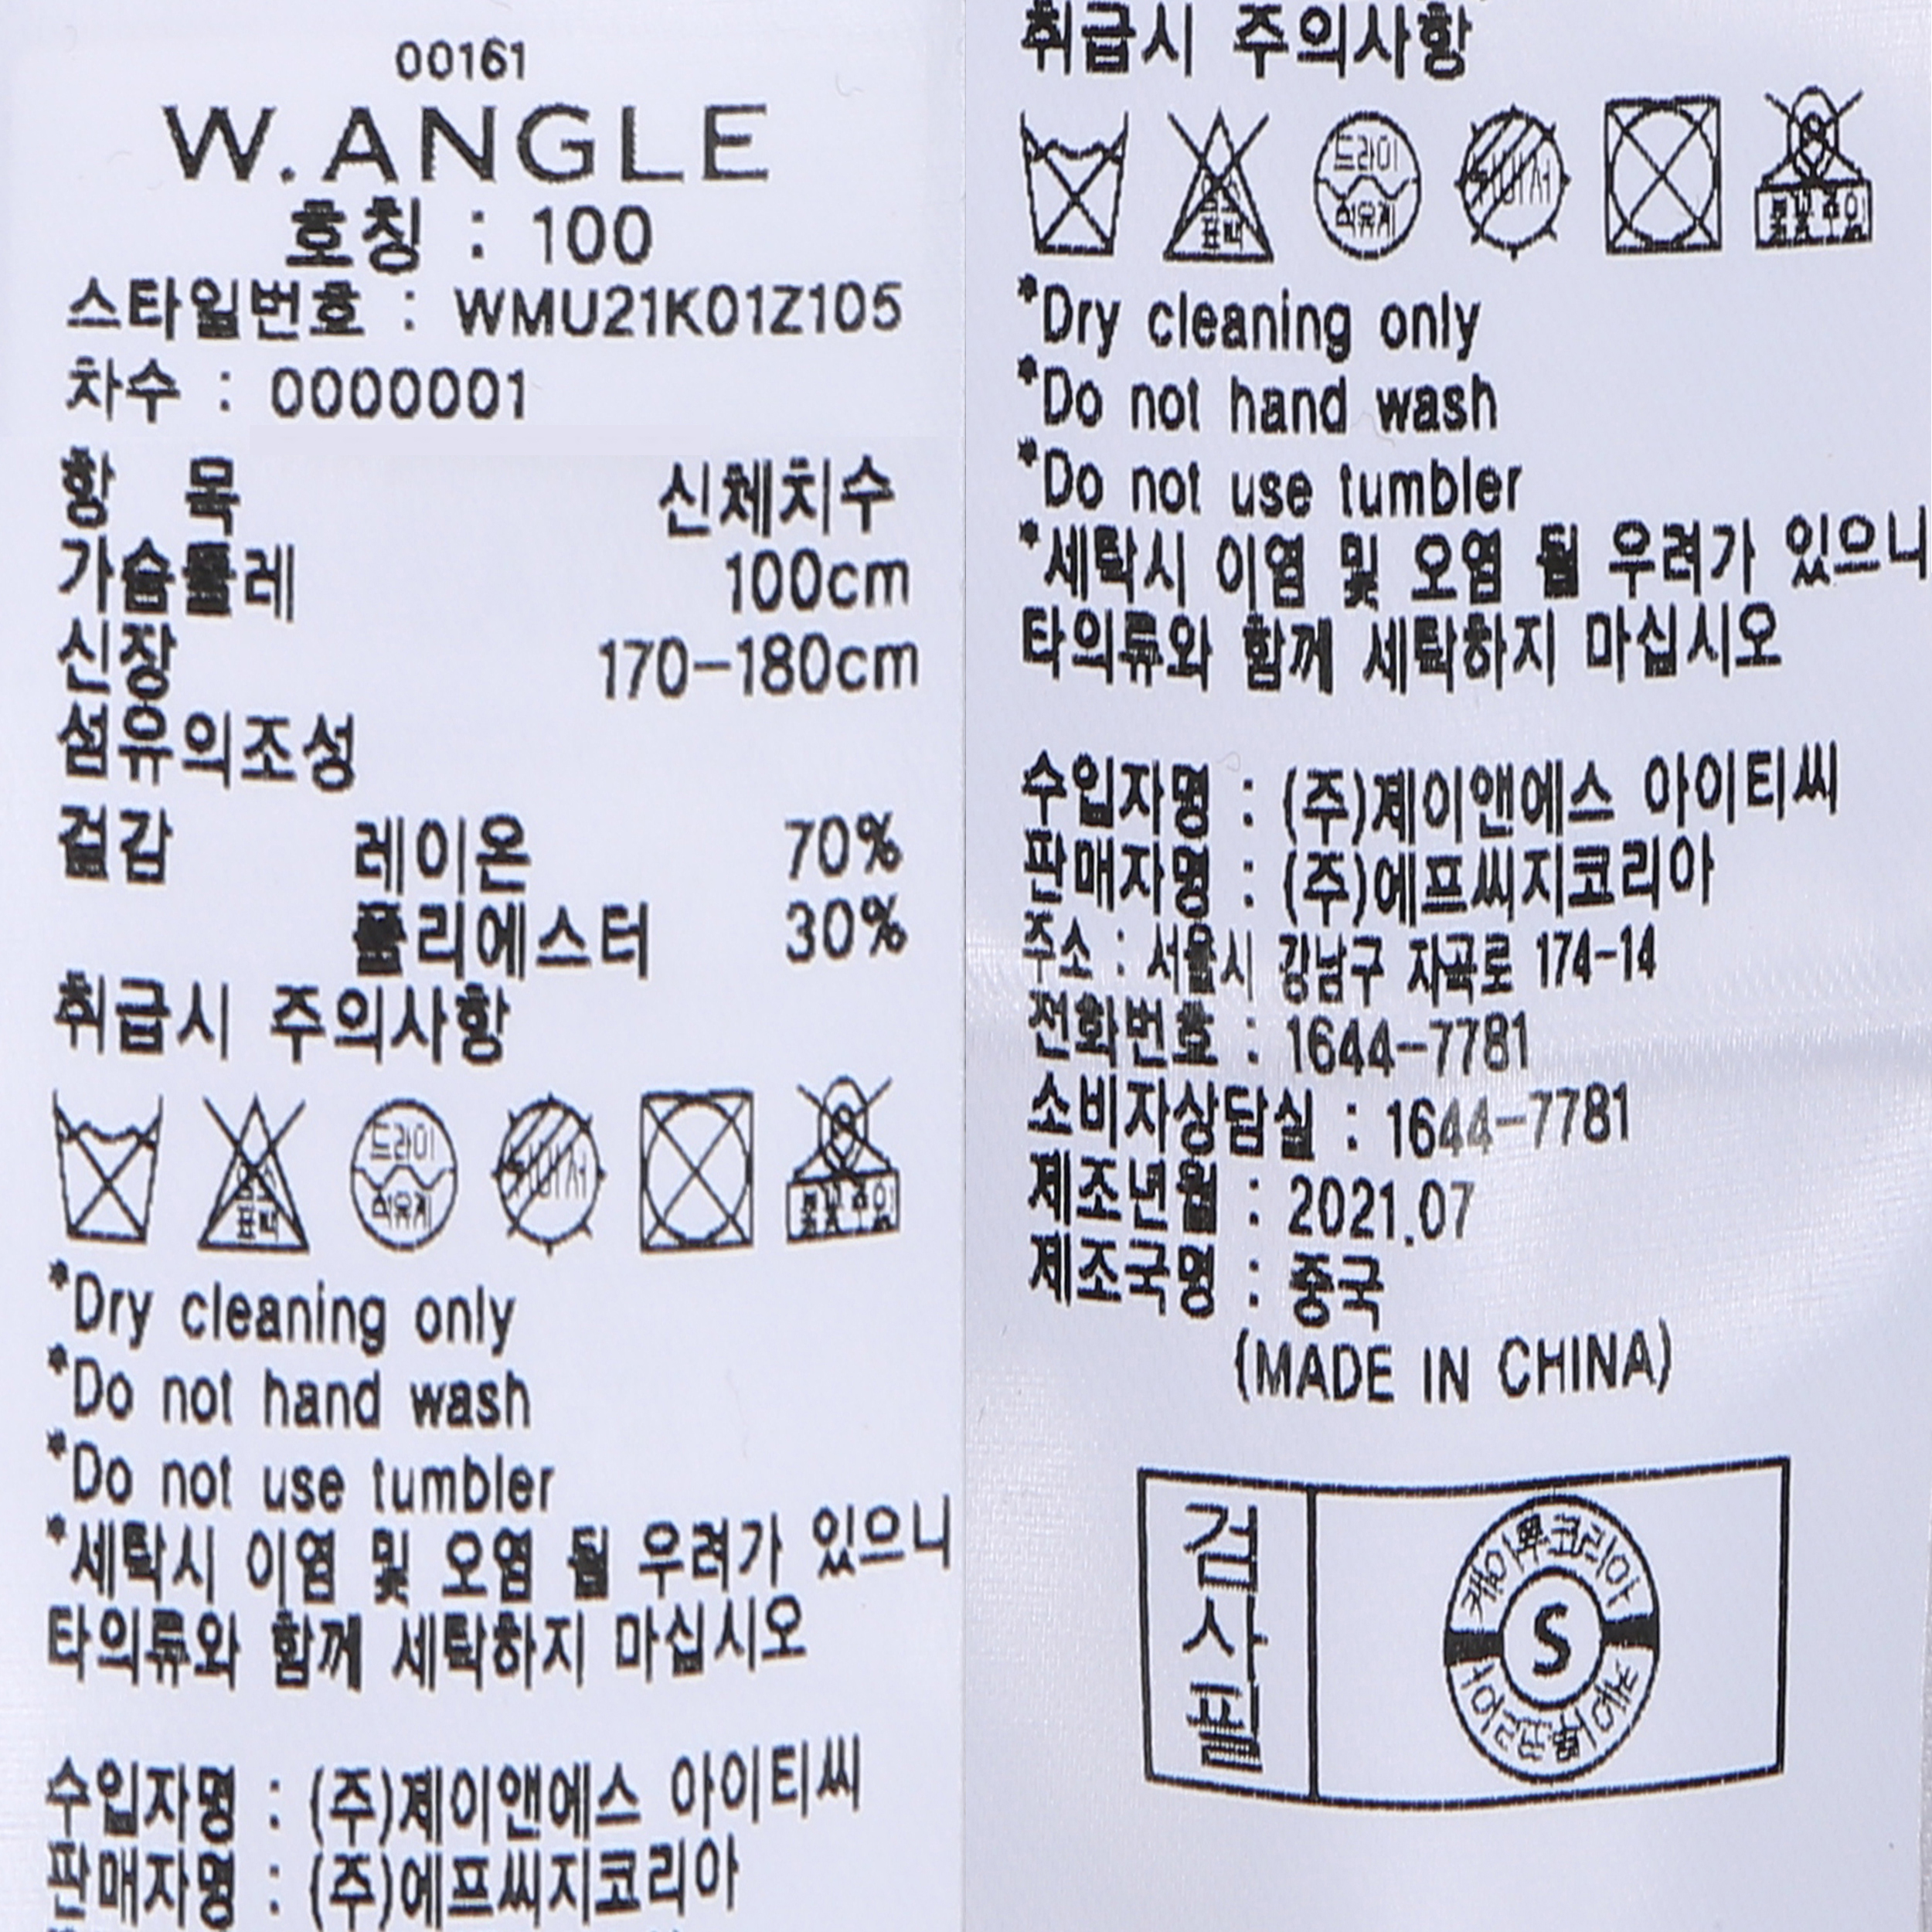 00161
W.ANGLE
호칭 : 100
스타일번호 : WMU21K01Z105
차수 : 0000001
항 목 신체치수
가슴둘레 100cm
신장 170-180cm
섬유의조성
겉감 레이온 70%
폴리에스터 30%
취급시 주의사항
표백 드라이 석유계
*Dry cleaning only
*Do not hand wash
*Do not use tumbler
*세탁시 이염 및 오염 될 우려가 있으니
타의류와 함께 세탁하지 마십시오
수입자명 : (주)제이앤에스 아이티씨
판매자명 : (주)에프씨지코리아
취급시 주의사항
표백 드라이 석유계
*Dry cleaning only
*Do not hand wash
*Do not use tumbler
*세탁시 이염 및 오염 될 우려가 있으니
타의류와 함께 세탁하지 마십시오
수입자명 : (주)제이앤에스 아이티씨
판매자명 : (주)에프씨지코리아
주소 : 서울시 강남구 자곡로 174-14
전화번호 : 1644-7781
소비자상담실 : 1644-7781
제조년월 : 2021.07
제조국명 : 중국
(MADE IN CHINA)
검사필
S